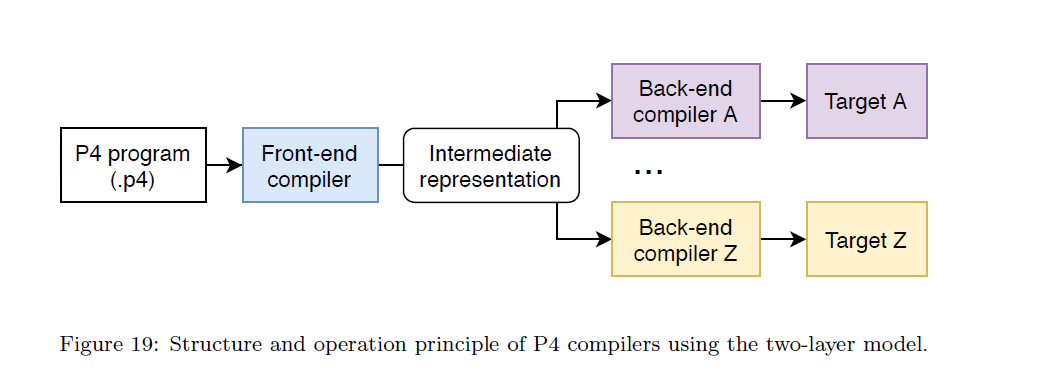 P4 program
(.p4)
Front-end
compiler
Intermediate
representation
Back-end
compiler A
Target A
...
Back-end
compiler Z
Target Z
Figure 19: Structure and operation principle of P4 compilers using the two-layer model.